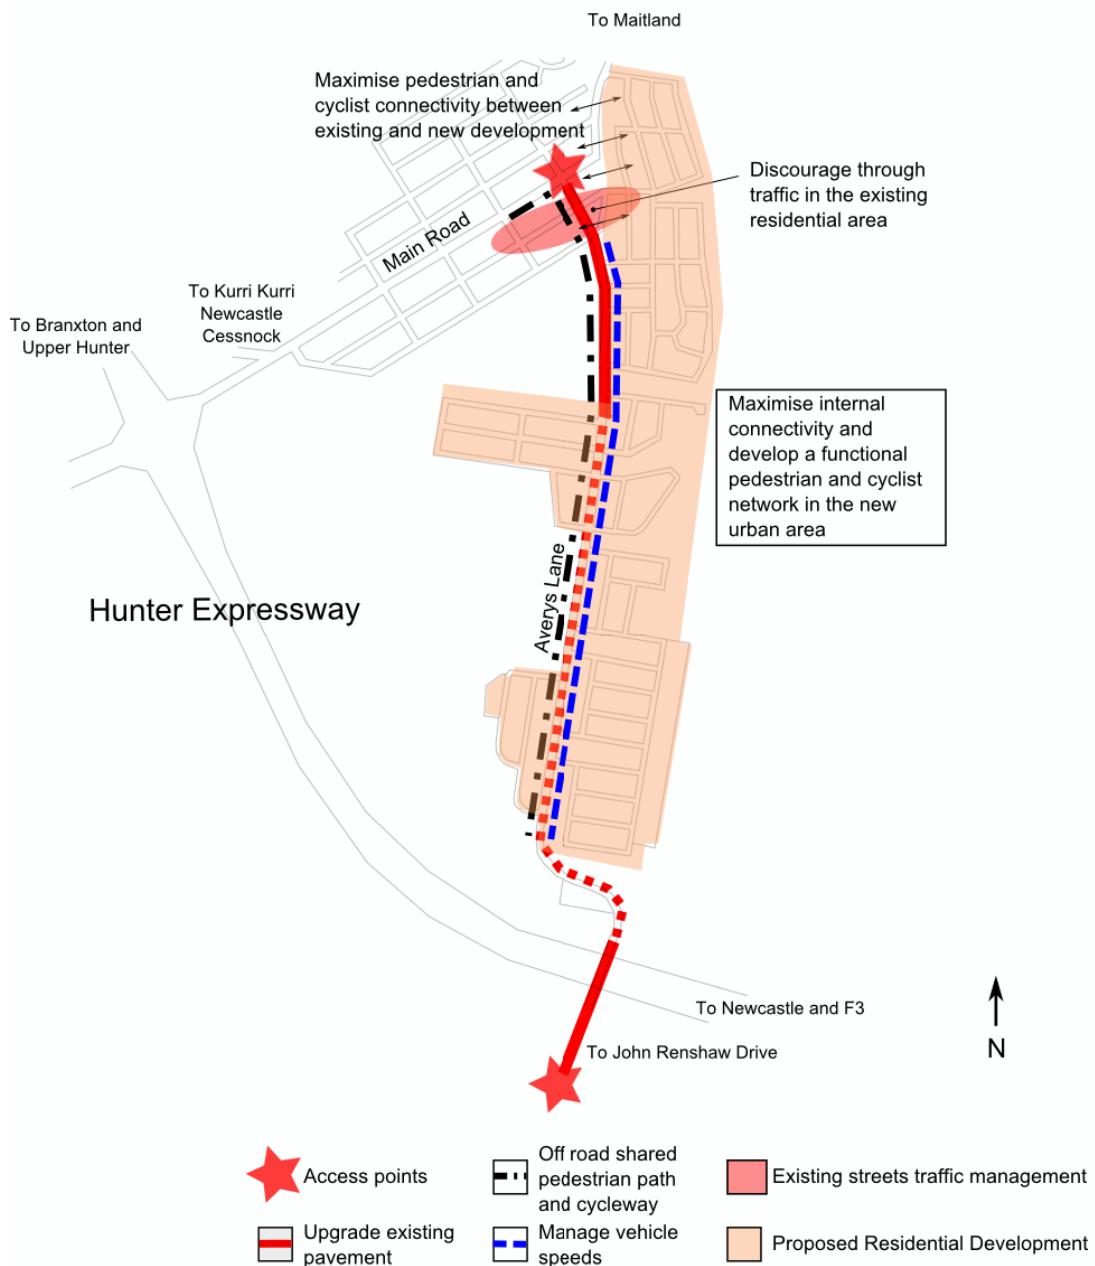 To Maitland
Maximise pedestrian and
cyclist connectivity between
existing and new development
Discourage through
traffic in the existing
residential area
Main Road
To Kurri Kurri
Newcastle
Cessnock
To Branxton and
Upper Hunter
Maximise internal
connectivity and
develop a functional
pedestrian and cyclist
network in the new
urban area
Averys Lane
Hunter Expressway
To Newcastle and F3
To John Renshaw Drive
N
Access points
Off road shared
pedestrian path
and cycleway
Existing streets traffic management
Upgrade existing
pavement
Manage vehicle
speeds
Proposed Residential Development